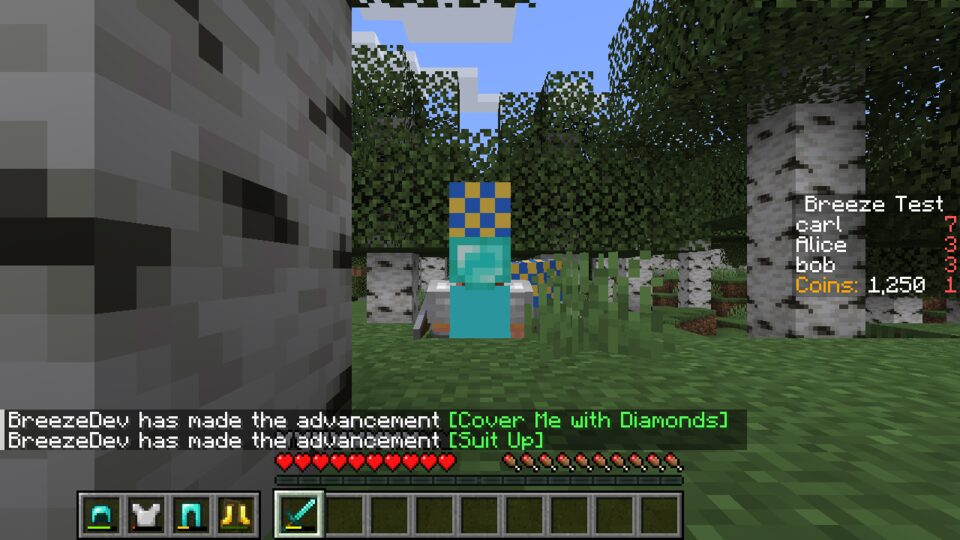 Breeze Test
carl 7
Alice 3
bob 3
Coins: 1,250 1
BreezeDev has made the advancement [Cover Me with Diamonds]
BreezeDev has made the advancement [Suit Up]